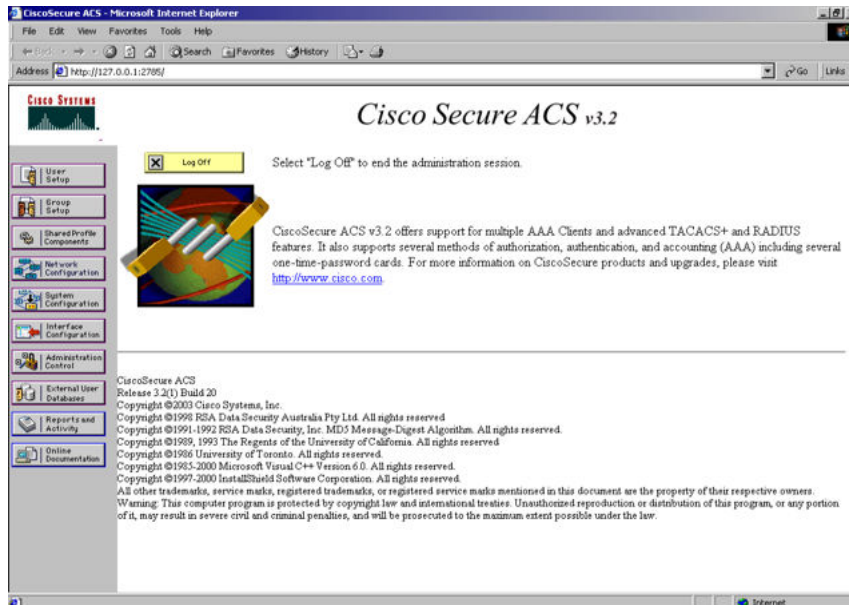 CiscoSecure ACS - Microsoft Internet Explorer
File Edit View Favorites Tools Help
Back Search Favorites History
Address http://127.0.0.1:2785/ Go Links
CISCO SYSTEMS
Cisco Secure ACS v3.2
Log Off
Select "Log Off" to end the administration session.
User
Setup
Group
Setup
Shared Profile
Components
Network
Configuration
System
Configuration
Interface
Configuration
Administration
Control
External User
Databases
Reports and
Activity
Online
Documentation
CiscoSecure ACS v3.2 offers support for multiple AAA Clients and advanced TACACS+ and RADIUS
features. It also supports several methods of authorization, authentication, and accounting (AAA) including several
one-time-password cards. For more information on CiscoSecure products and upgrades, please visit
http://www.cisco.com.
CiscoSecure ACS
Release 3.2(1) Build 20
Copyright ©2003 Cisco Systems, Inc.
Copyright ©1998 RSA Data Security Australia Pty Ltd. All rights reserved
Copyright ©1991-1992 RSA Data Security, Inc. MD5 Message-Digest Algorithm. All rights reserved.
Copyright ©1989, 1993 The Regents of the University of California. All rights reserved
Copyright ©1986 University of Toronto. All rights reserved.
Copyright ©1985-2000 Microsoft Visual C++ Version 6.0. All rights reserved.
Copyright ©1997-2000 InstallShield Software Corporation. All rights reserved.
All other trademarks, service marks, registered trademarks, or registered service marks mentioned in this document are the property of their respective owners.
Warning: This computer program is protected by copyright law and international treaties. Unauthorized reproduction or distribution of this program, or any portion
of it, may result in severe civil and criminal penalties, and will be prosecuted to the maximum extent possible under the law.
Internet